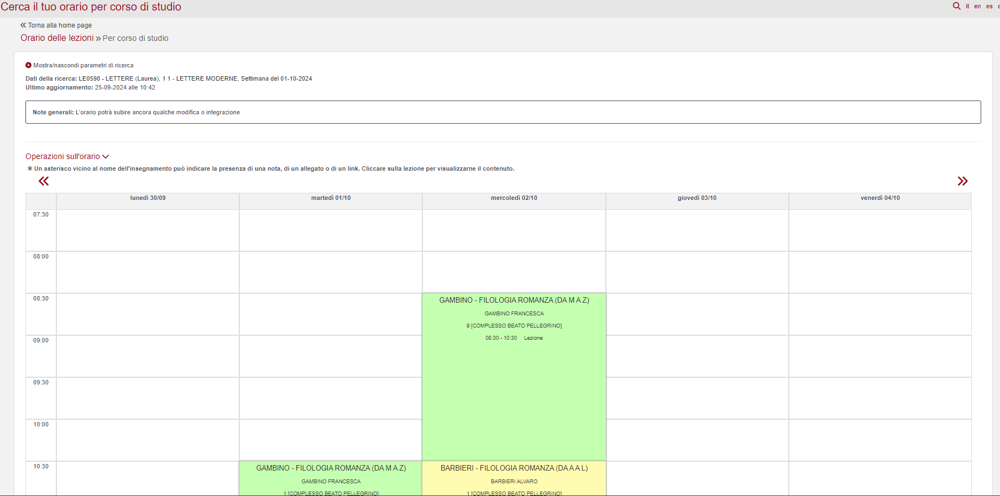 Cerca il tuo orario per corso di studio
it en es
Torna alla home page
Orario delle lezioni » Per corso di studio
Mostra/nascondi parametri di ricerca
Dati della ricerca: LE0598 - LETTERE (Laurea), 1 1 - LETTERE MODERNE, Settimana del 01-10-2024
Ultimo aggiornamento: 25-09-2024 alle 10:42
Note generali: L'orario potrà subire ancora qualche modifica o integrazione
Operazioni sull'orario
* Un asterisco vicino al nome dell'insegnamento può indicare la presenza di una nota, di un allegato o di un link. Cliccare sulla lezione per visualizzarne il contenuto.
lunedì 30/09 martedì 01/10 mercoledì 02/10 giovedì 03/10 venerdì 04/10
07:30
08:00
08:30
GAMBINO - FILOLOGIA ROMANZA (DA M A Z)
GAMBINO FRANCESCA
9 [COMPLESSO BEATO PELLEGRINO]
08:30 - 10:30 Lezione
09:00
09:30
10:00
10:30
GAMBINO - FILOLOGIA ROMANZA (DA M A Z)
GAMBINO FRANCESCA
1 [COMPLESSO BEATO PELLEGRINO]
BARBIERI - FILOLOGIA ROMANZA (DA A A L)
BARBIERI ALVARO
1 [COMPLESSO BEATO PELLEGRINO]